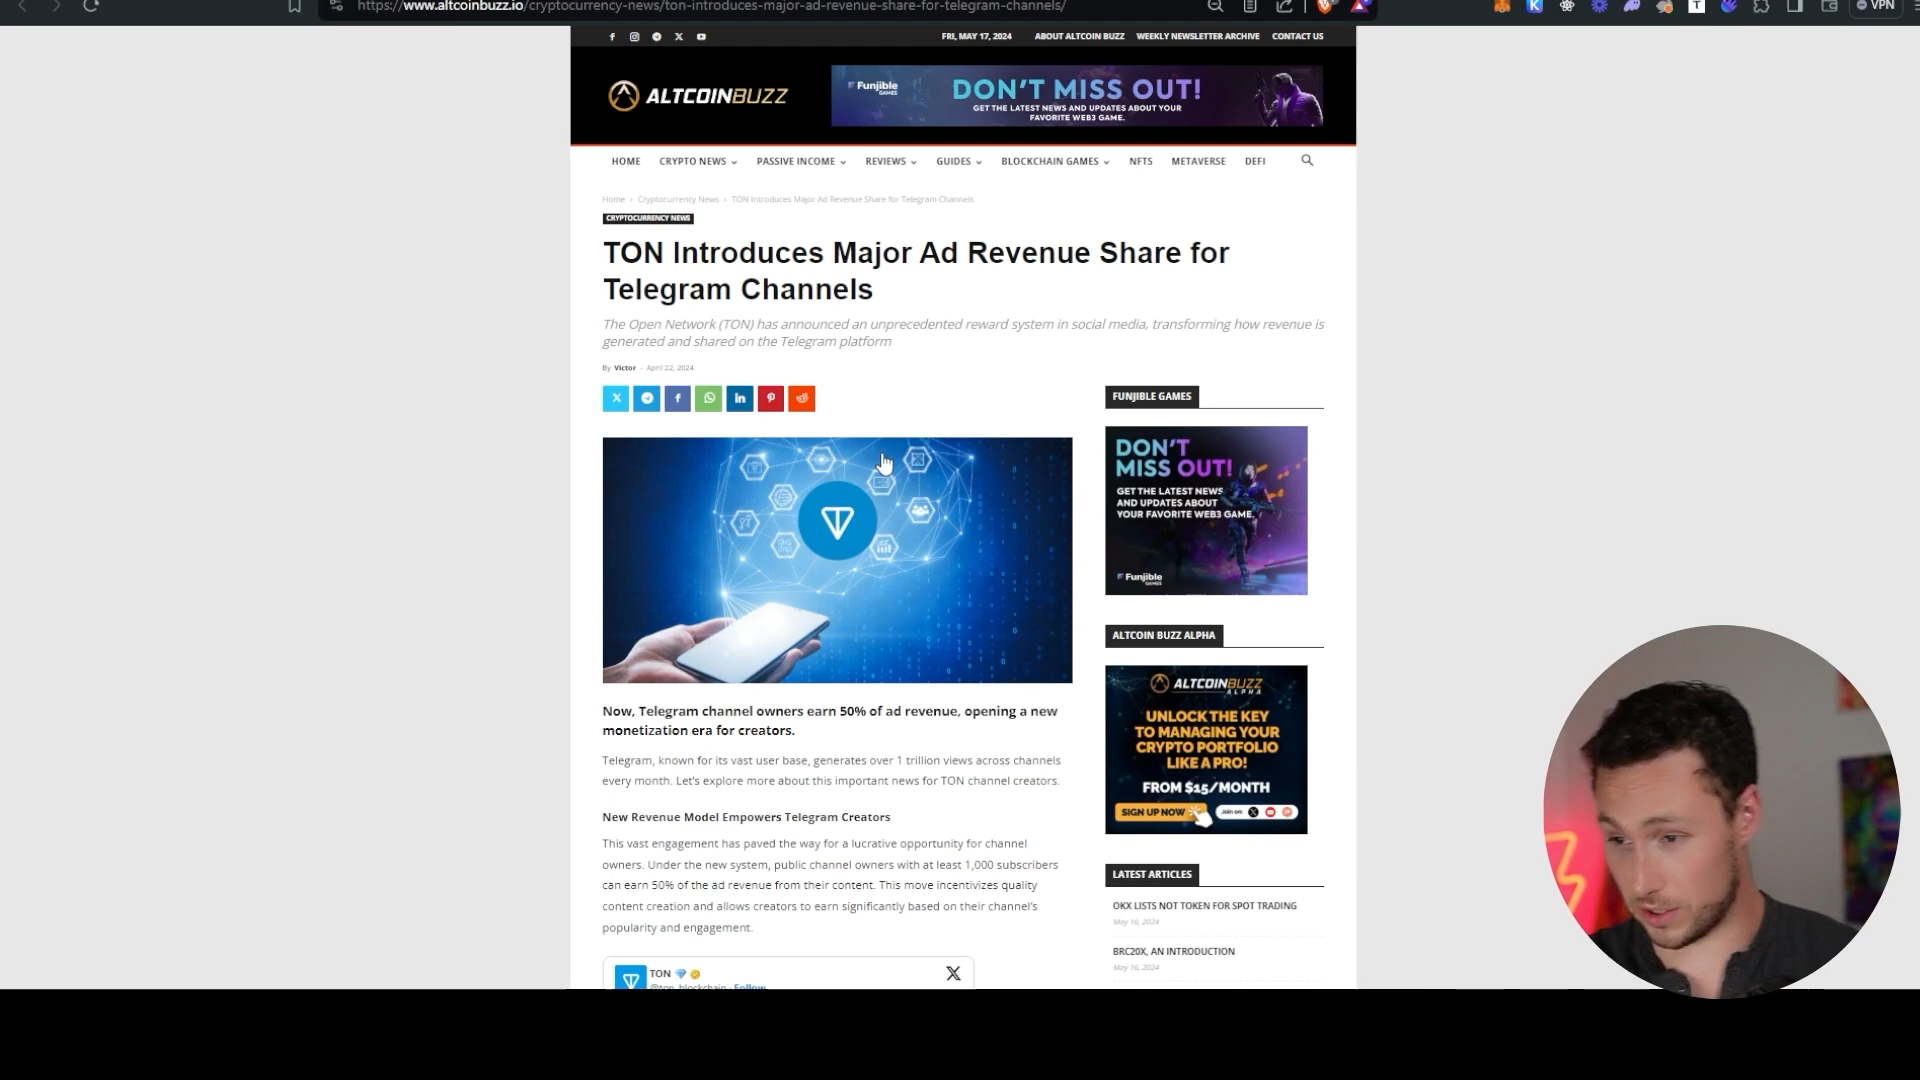 https://www.altcoinbuzz.io/cryptocurrency-news/ton-introduces-major-ad-revenue-share-for-telegram-channels/
VPN
FRI, MAY 17, 2024 ABOUT ALTCOIN BUZZ WEEKLY NEWSLETTER ARCHIVE CONTACT US
ALTCOINBUZZ
Funjible
GAMES
DON'T MISS OUT!
GET THE LATEST NEWS AND UPDATES ABOUT YOUR
FAVORITE WEB3 GAME.
HOME CRYPTO NEWS PASSIVE INCOME REVIEWS GUIDES BLOCKCHAIN GAMES NFTS METAVERSE DEFI
Home › Cryptocurrency News › TON Introduces Major Ad Revenue Share for Telegram Channels
CRYPTOCURRENCY NEWS
TON Introduces Major Ad Revenue Share for
Telegram Channels
The Open Network (TON) has announced an unprecedented reward system in social media, transforming how revenue is
generated and shared on the Telegram platform
By Victor - April 22, 2024
Now, Telegram channel owners earn 50% of ad revenue, opening a new
monetization era for creators.
Telegram, known for its vast user base, generates over 1 trillion views across channels
every month. Let's explore more about this important news for TON channel creators.
New Revenue Model Empowers Telegram Creators
This vast engagement has paved the way for a lucrative opportunity for channel
owners. Under the new system, public channel owners with at least 1,000 subscribers
can earn 50% of the ad revenue from their content. This move incentivizes quality
content creation and allows creators to earn significantly based on their channel's
popularity and engagement.
TON
@ton_blockchain · Follow
FUNJIBLE GAMES
DON'T
MISS OUT!
GET THE LATEST NEWS
AND UPDATES ABOUT
YOUR FAVORITE WEB3 GAME.
Funjible
GAMES
ALTCOIN BUZZ ALPHA
ALTCOINBUZZ
ALPHA
UNLOCK THE KEY
TO MANAGING YOUR
CRYPTO PORTFOLIO
LIKE A PRO!
FROM $15/MONTH
SIGN UP NOW
Join on:
LATEST ARTICLES
OKX LISTS NOT TOKEN FOR SPOT TRADING
May 16, 2024
BRC20X, AN INTRODUCTION
May 16, 2024